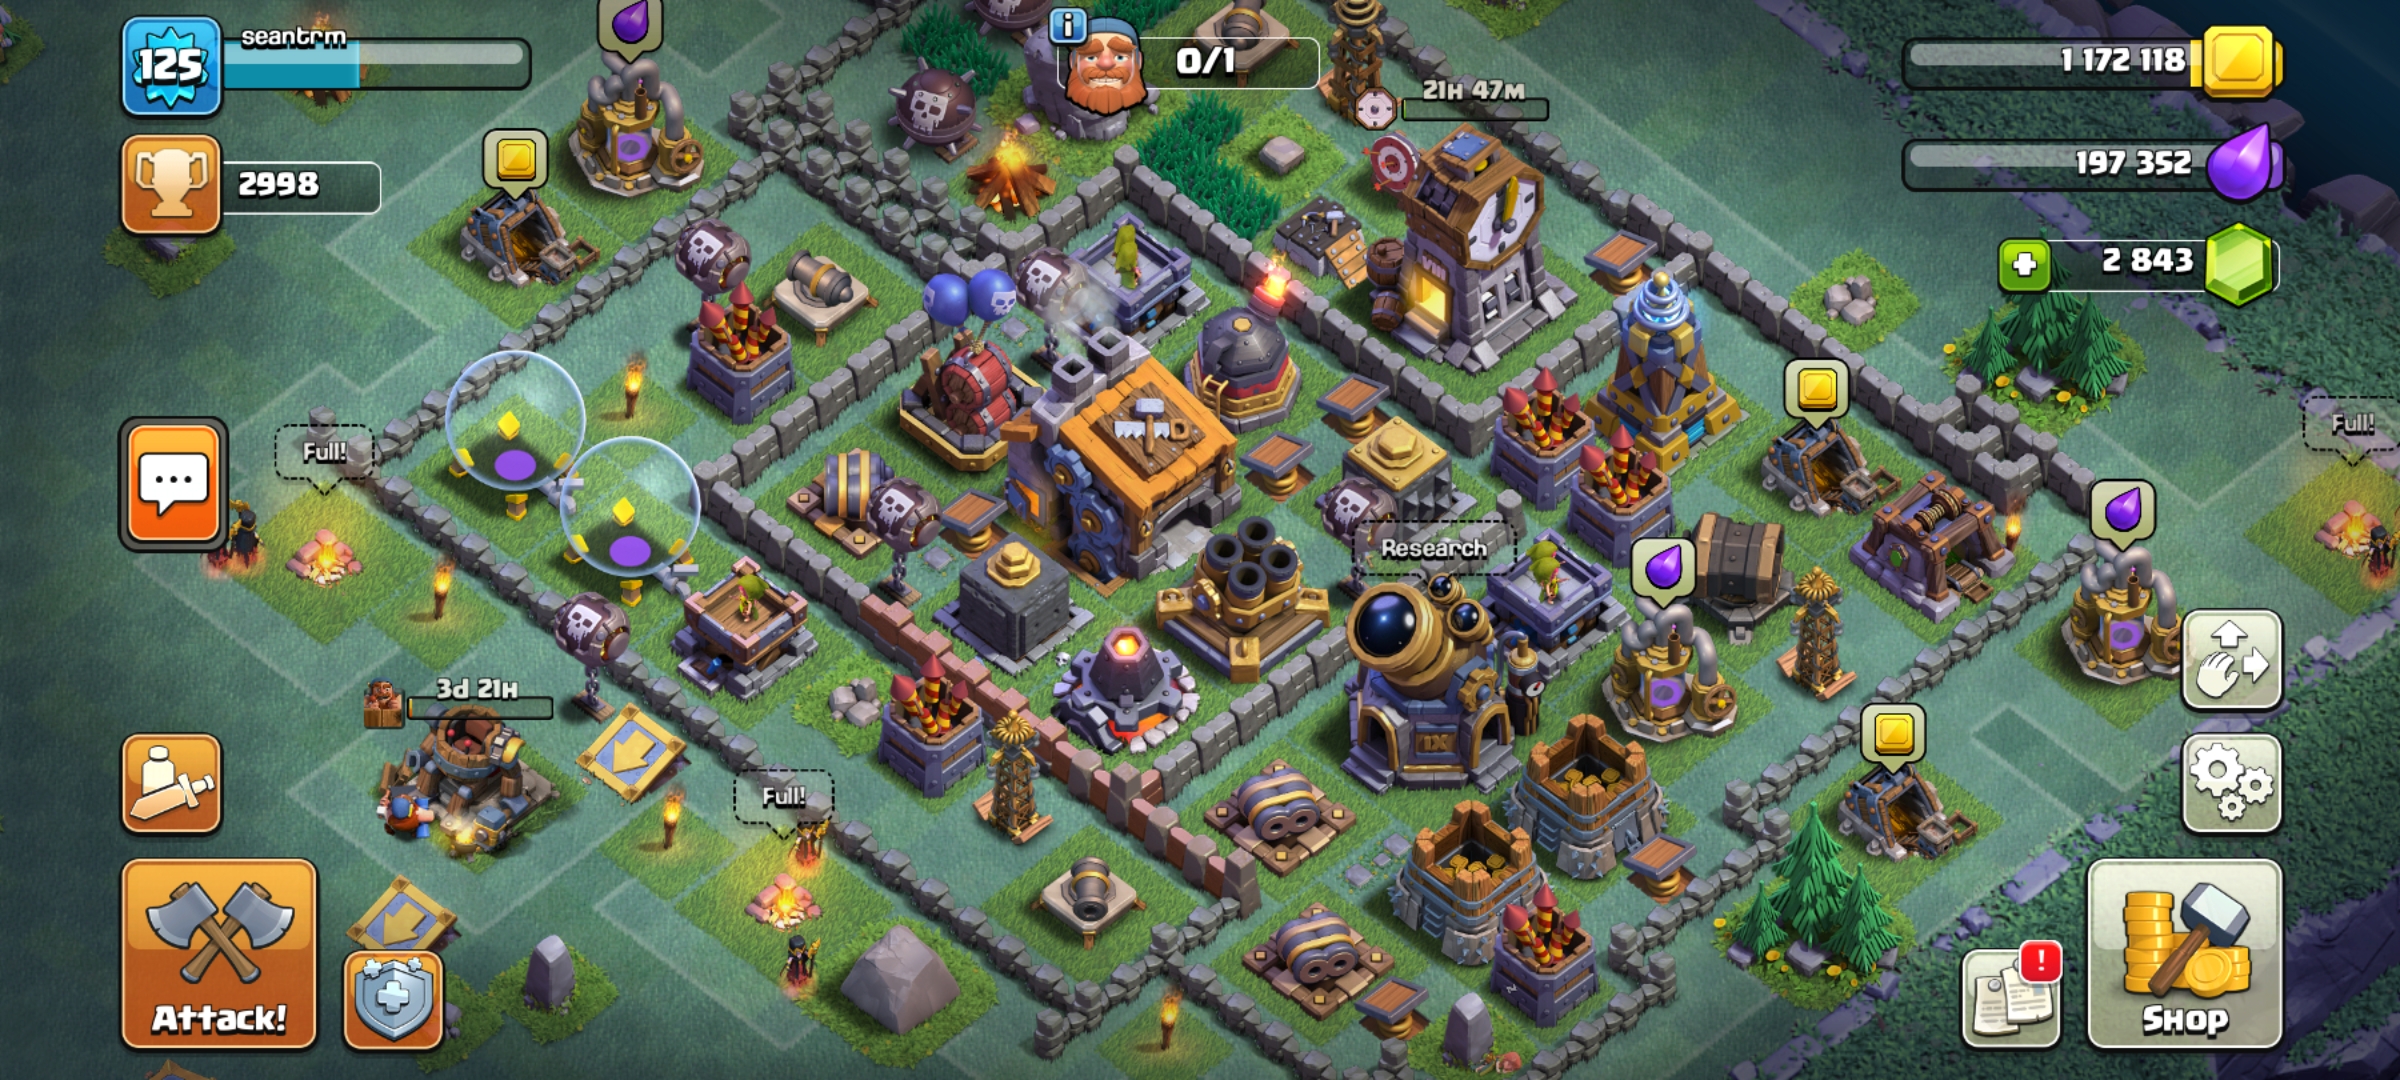 125
seantrm
i
0/1
1 172 118
21H 47M
197 352
2998
2 843
Full!
Full!
Research
3d 21H
Full!
IX
Attack!
!
Shop